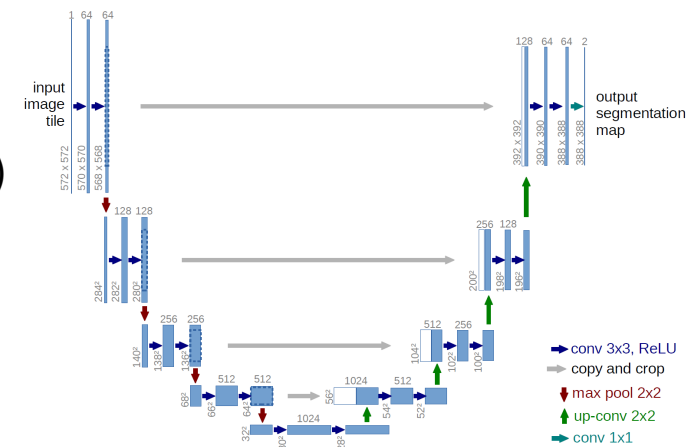 1 64 64
128 64 64 2
input
image
tile
output
segmentation
map
572 x 572
570 x 570
568 x 568
392 x 392
390 x 390
388 x 388
388 x 388
128 128
256 128
284²
282²
280²
200²
198²
196²
256 256
512 256
140²
138²
136²
104²
102²
100²
512 512
1024 512
68²
66²
64²
56²
54²
52²
1024
32²
conv 3x3, ReLU
copy and crop
max pool 2x2
up-conv 2x2
conv 1x1